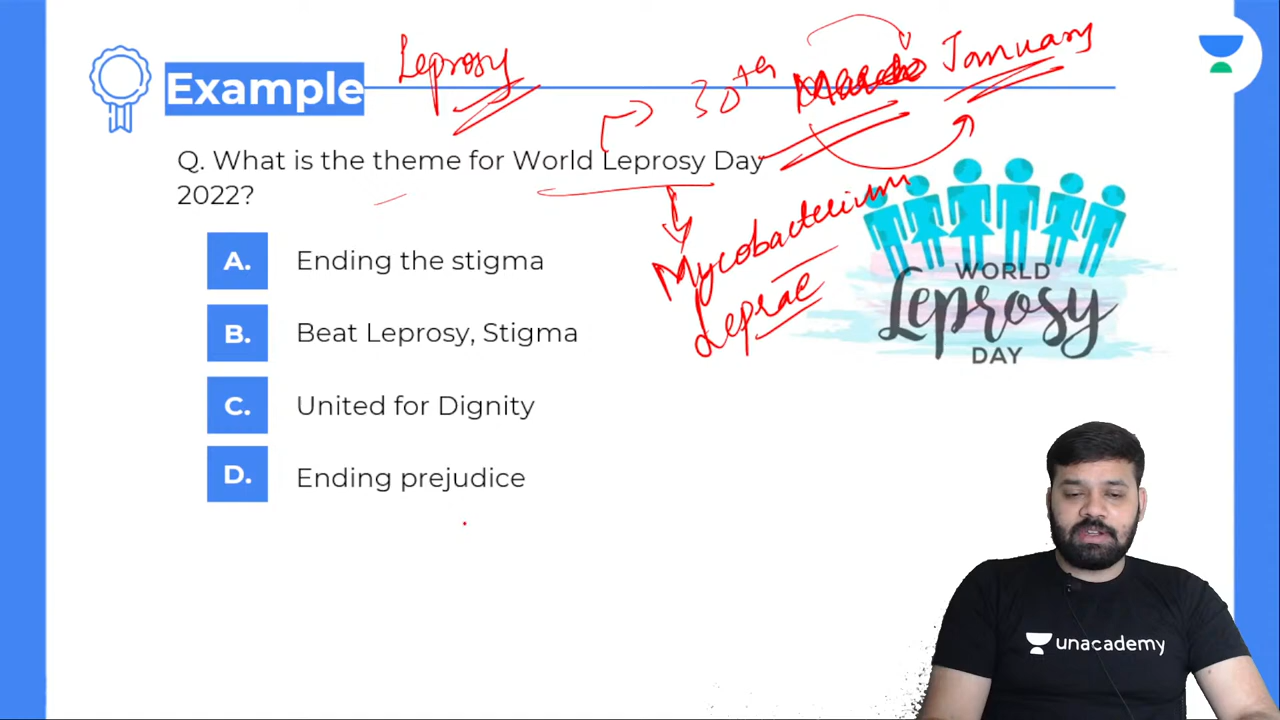 Leprosy
30th
January
Example
Q. What is the theme for World Leprosy Day
2022?
Mycobacterium
Leprae
A. Ending the stigma
B. Beat Leprosy, Stigma
C. United for Dignity
D. Ending prejudice
WORLD
Leprosy
DAY
unacademy